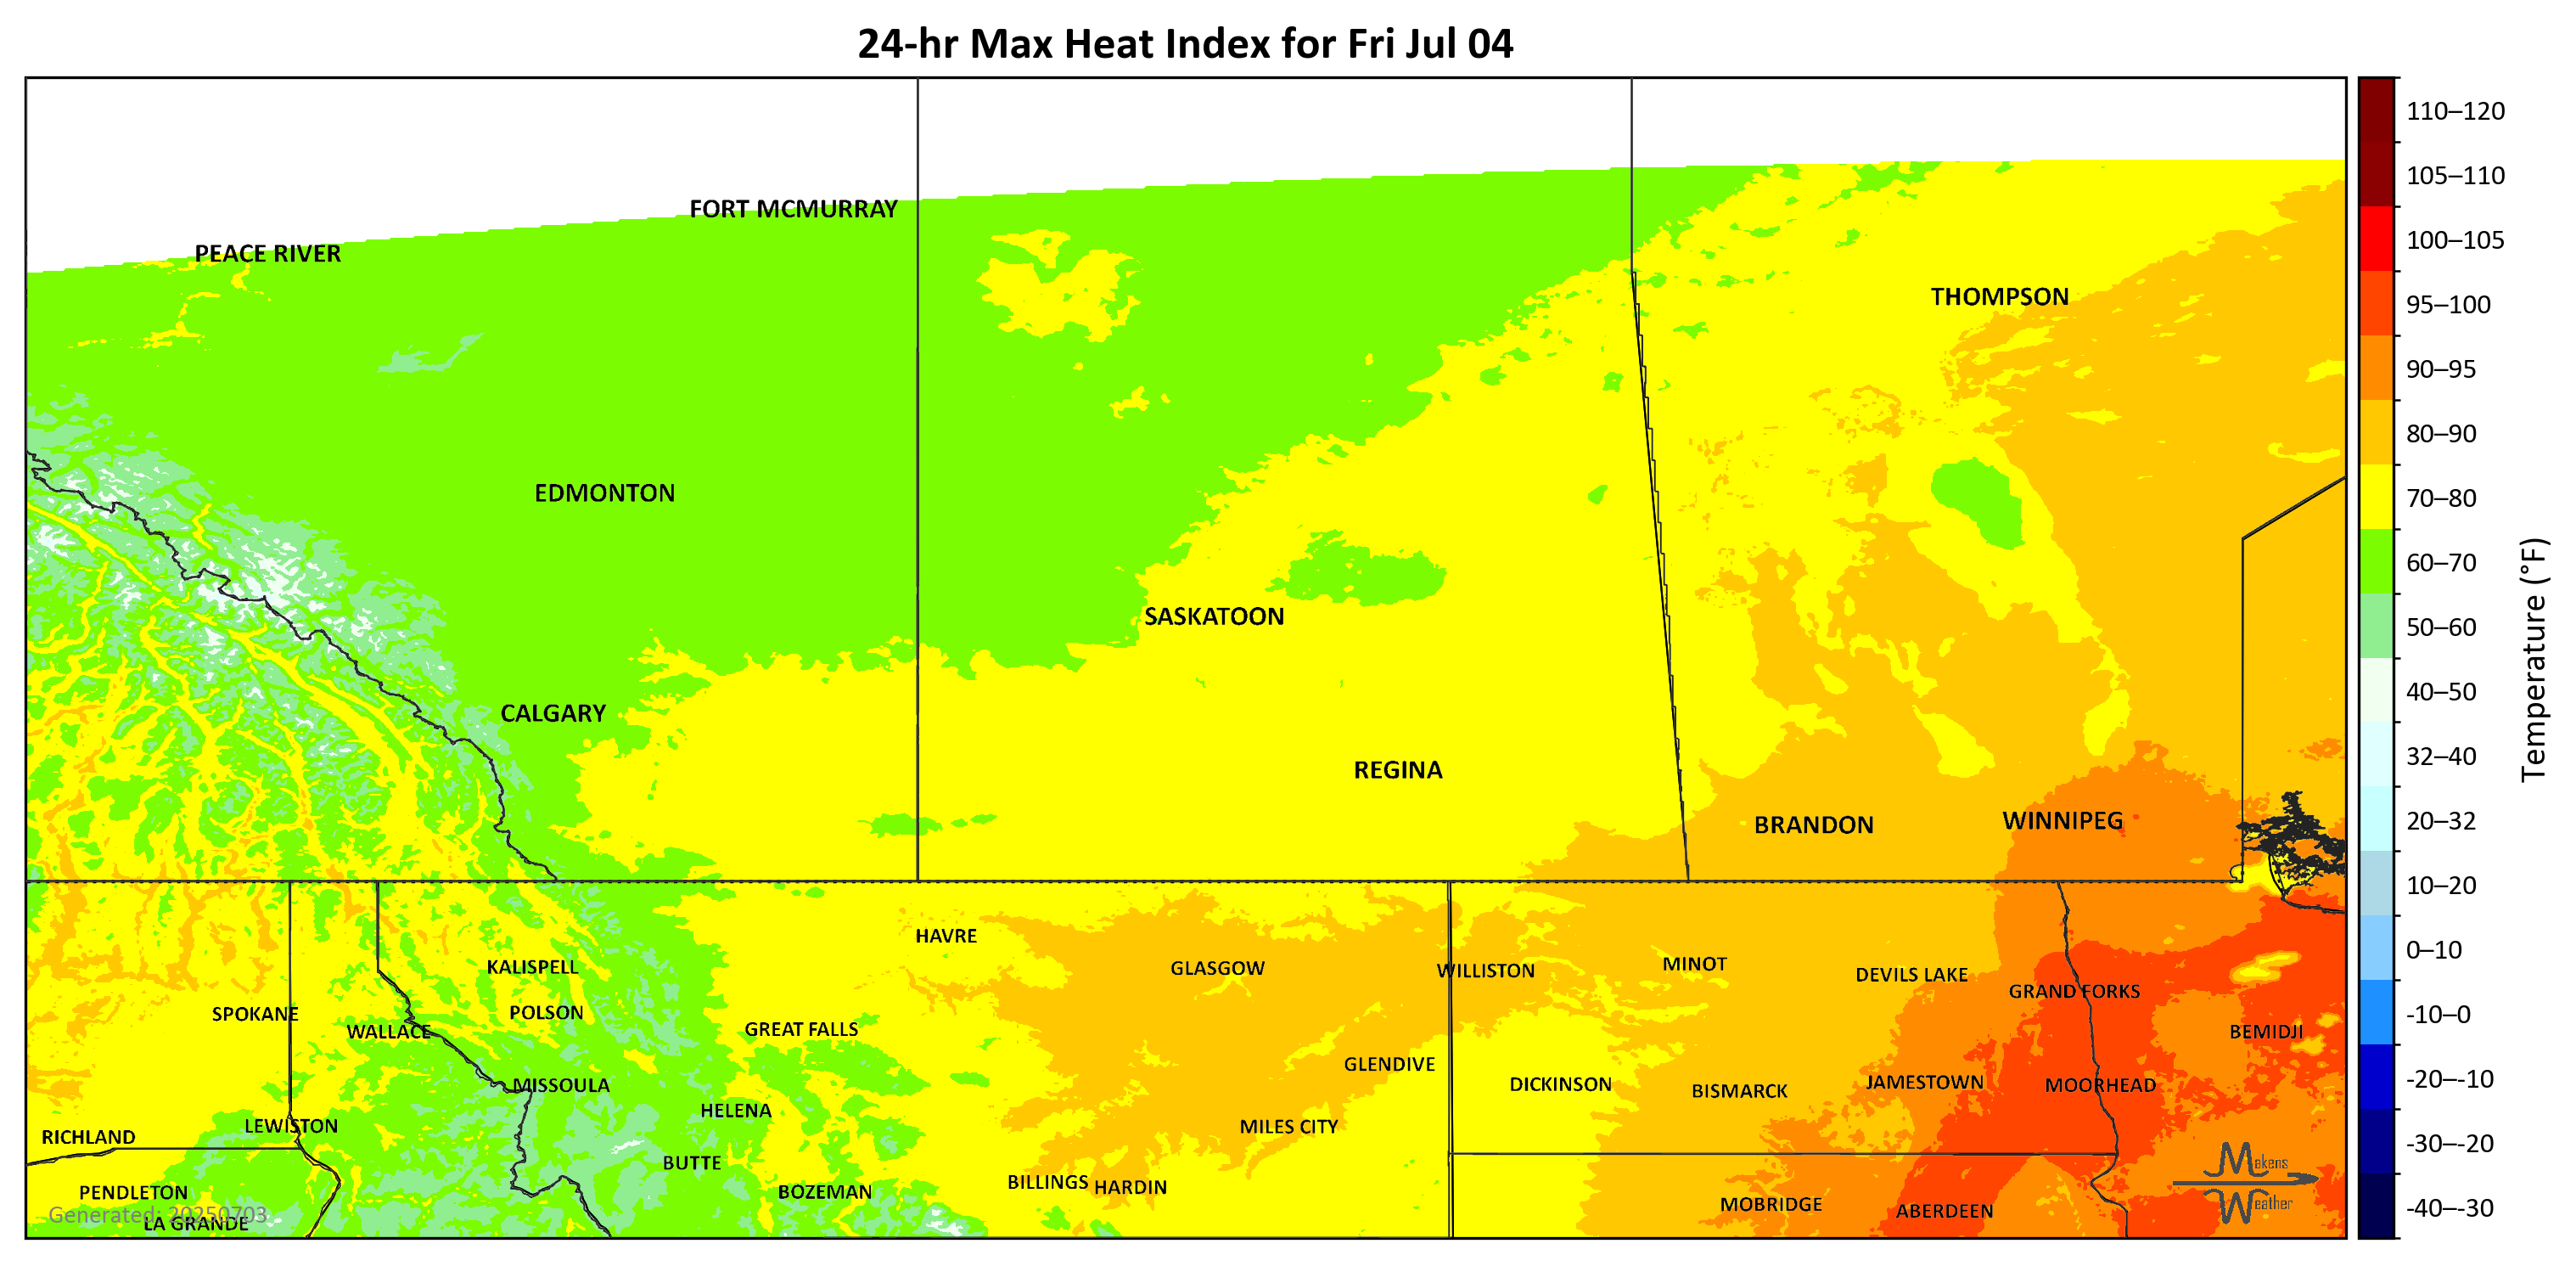 24-hr Max Heat Index for Fri Jul 04
FORT MCMURRAY
PEACE RIVER
THOMPSON
EDMONTON
SASKATOON
CALGARY
REGINA
BRANDON
WINNIPEG
HAVRE
KALISPELL
GLASGOW
WILLISTON
MINOT
DEVILS LAKE
GRAND FORKS
SPOKANE
POLSON
WALLACE
GREAT FALLS
BEMIDJI
GLENDIVE
MISSOULA
DICKINSON
BISMARCK
JAMESTOWN
MOORHEAD
HELENA
LEWISTON
MILES CITY
RICHLAND
BUTTE
BILLINGS
HARDIN
PENDLETON
BOZEMAN
MOBRIDGE
ABERDEEN
LA GRANDE
Generated: 20250703
Makens
Weather
110–120
105–110
100–105
95–100
90–95
80–90
70–80
60–70
50–60
40–50
32–40
20–32
10–20
0–10
-10–0
-20–-10
-30–-20
-40–-30
Temperature (°F)